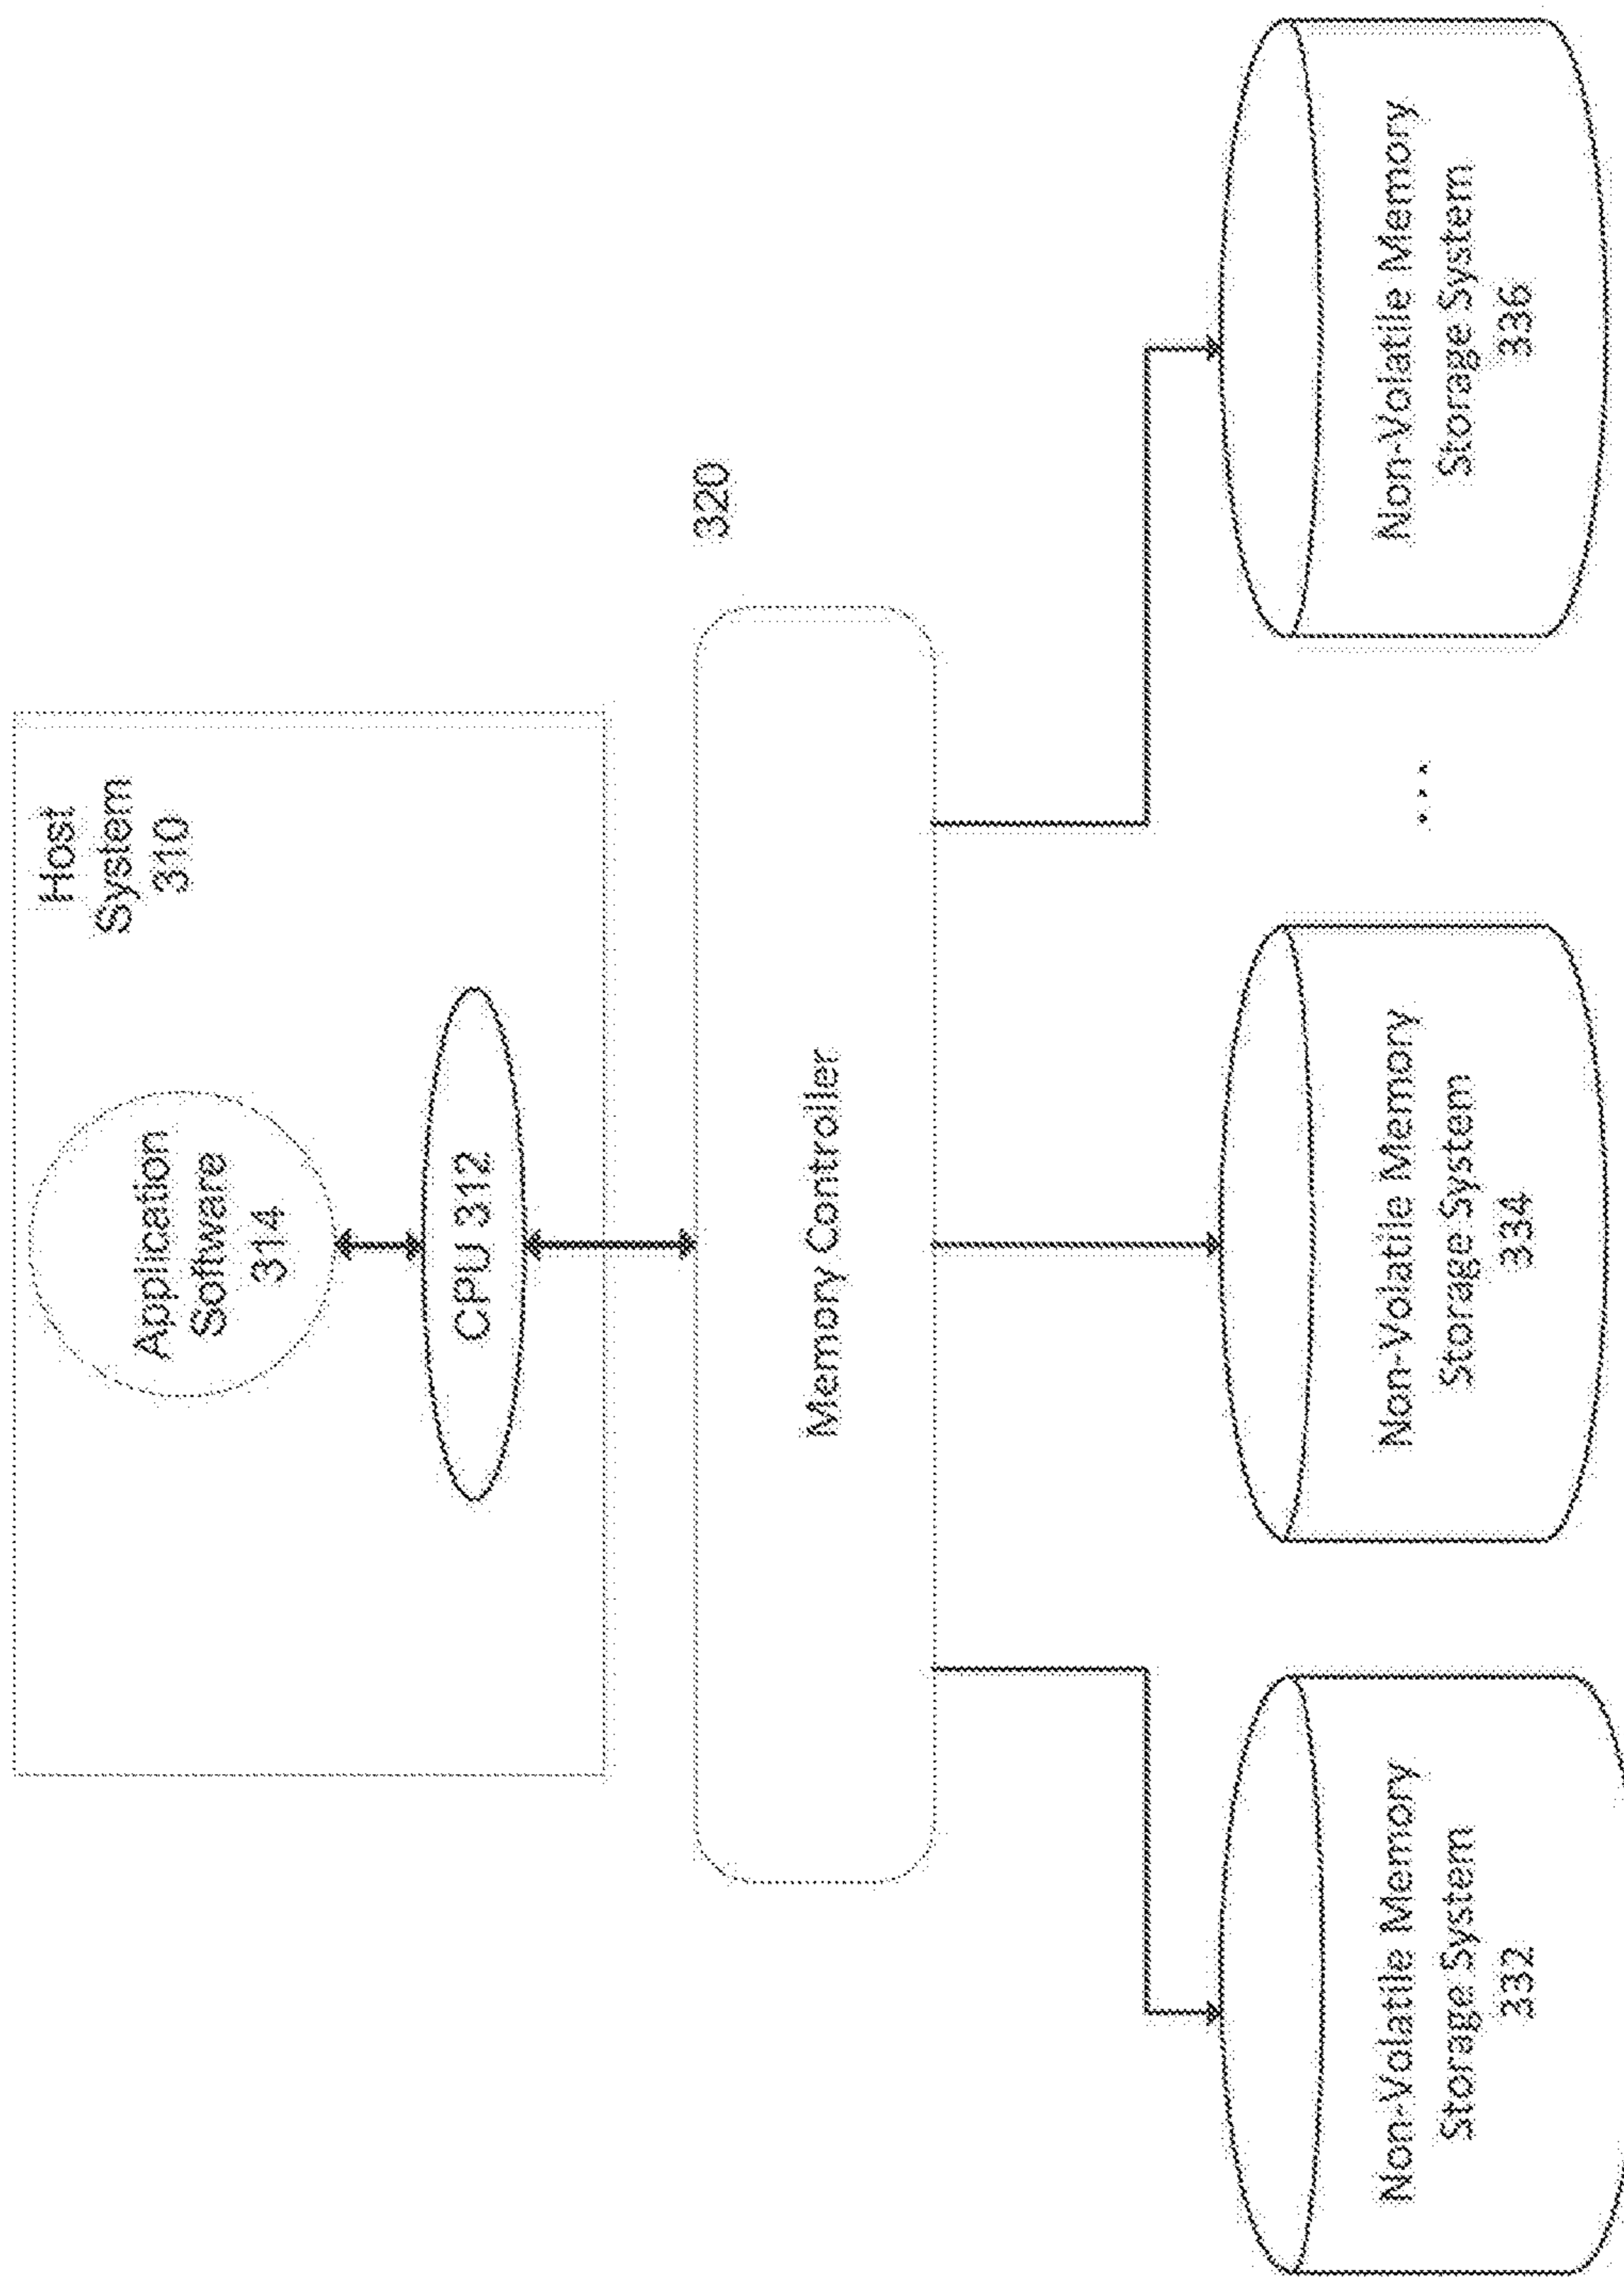 Host
System
310
Application
Software
314
CPU 312
320
Memory Controller
Non-Volatile Memory
Storage System
332
Non-Volatile Memory
Storage System
334
...
Non-Volatile Memory
Storage System
336